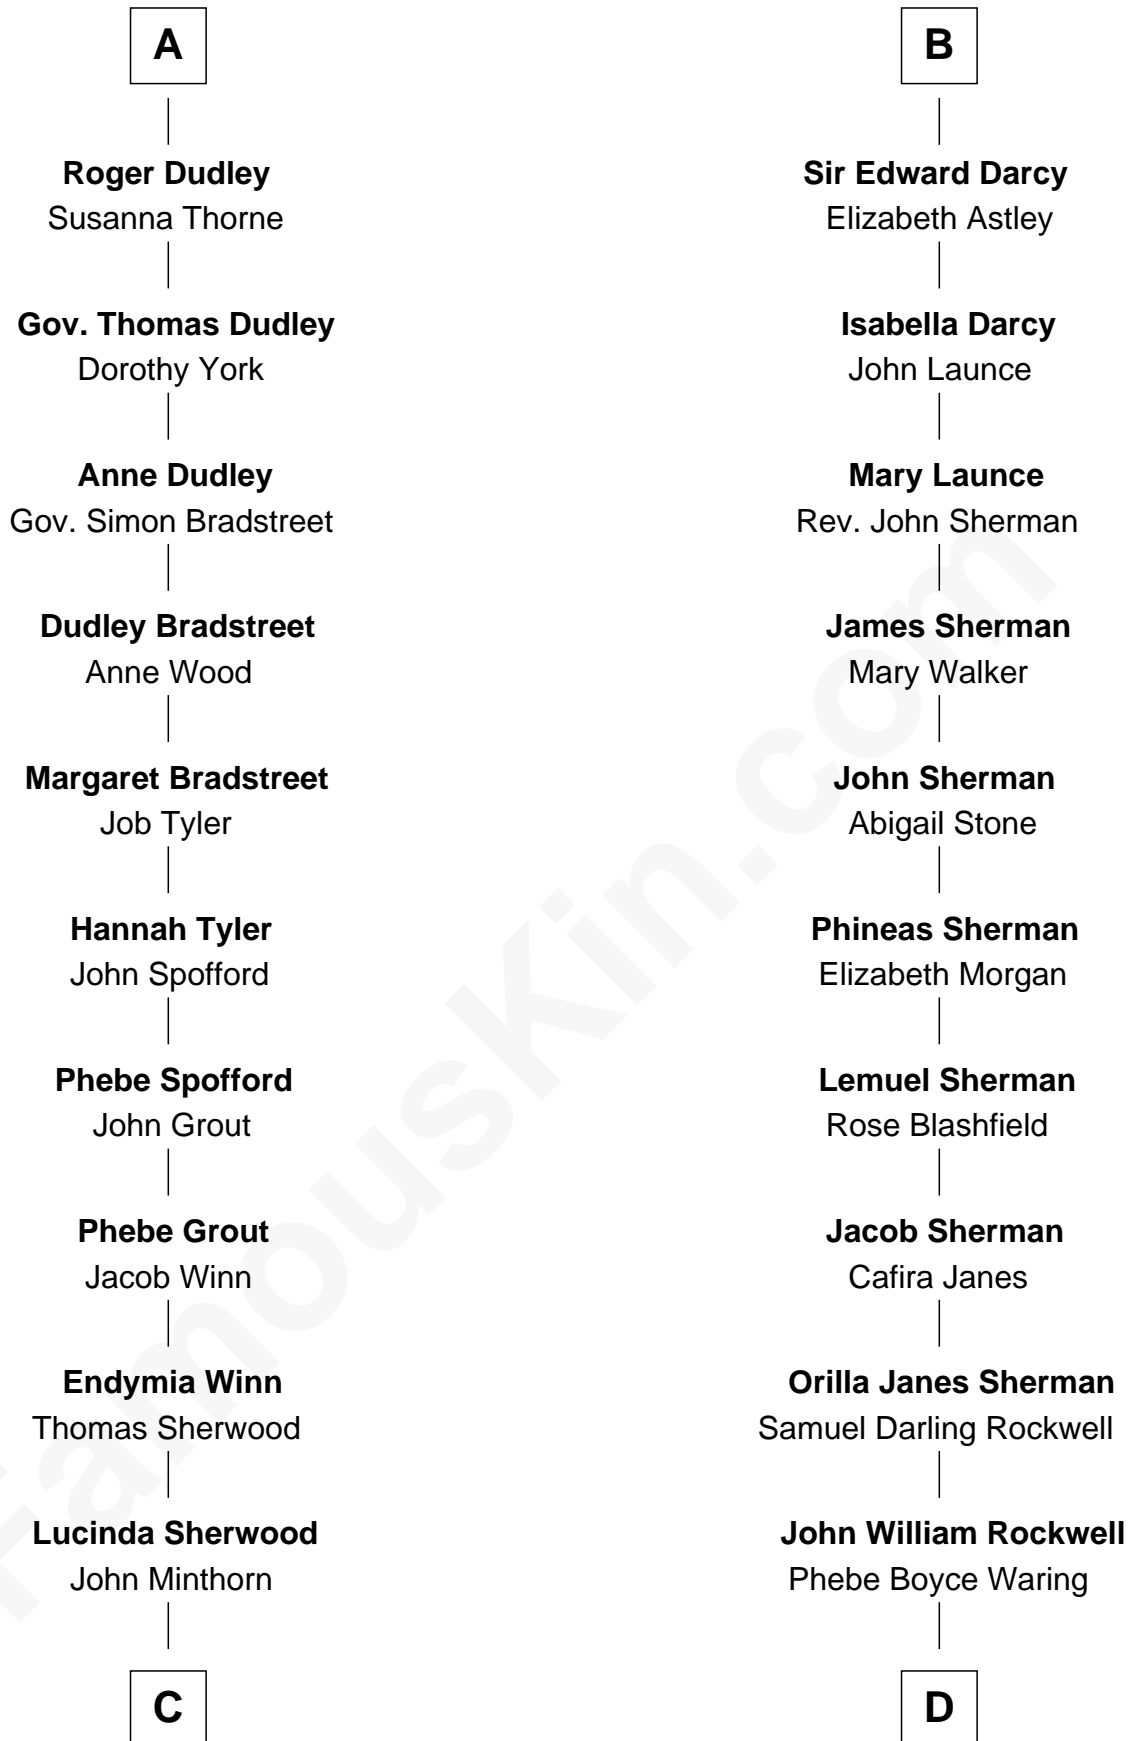 A
Roger Dudley
Susanna Thorne
Gov. Thomas Dudley
Dorothy York
Anne Dudley
Gov. Simon Bradstreet
Dudley Bradstreet
Anne Wood
Margaret Bradstreet
Job Tyler
Hannah Tyler
John Spofford
Phebe Spofford
John Grout
Phebe Grout
Jacob Winn
Endymia Winn
Thomas Sherwood
Lucinda Sherwood
John Minthorn
C
B
Sir Edward Darcy
Elizabeth Astley
Isabella Darcy
John Launce
Mary Launce
Rev. John Sherman
James Sherman
Mary Walker
John Sherman
Abigail Stone
Phineas Sherman
Elizabeth Morgan
Lemuel Sherman
Rose Blashfield
Jacob Sherman
Cafira Janes
Orilla Janes Sherman
Samuel Darling Rockwell
John William Rockwell
Phebe Boyce Waring
D
FamousKin.com